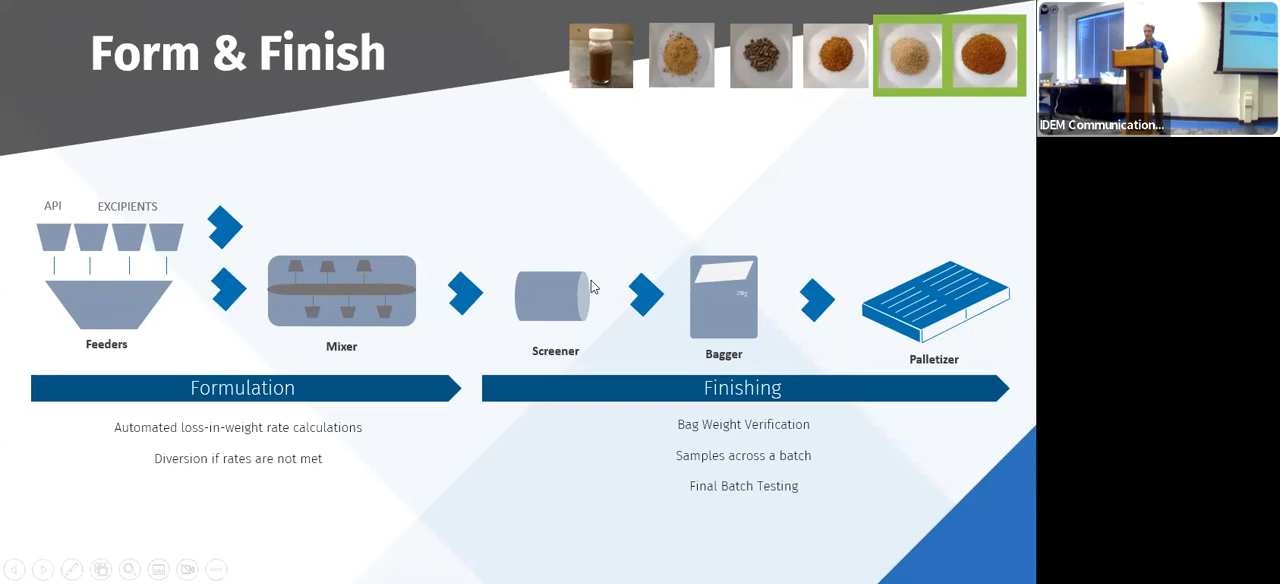 Form & Finish
IDEM Communication...
API
EXCIPIENTS
Feeders
Mixer
Screener
Bagger
Palletizer
Formulation
Finishing
Automated loss-in-weight rate calculations
Diversion if rates are not met
Bag Weight Verification
Samples across a batch
Final Batch Testing